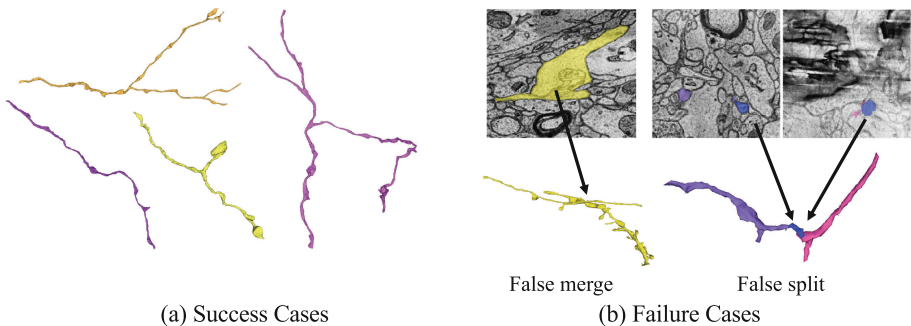 False merge
False split
(a) Success Cases
(b) Failure Cases